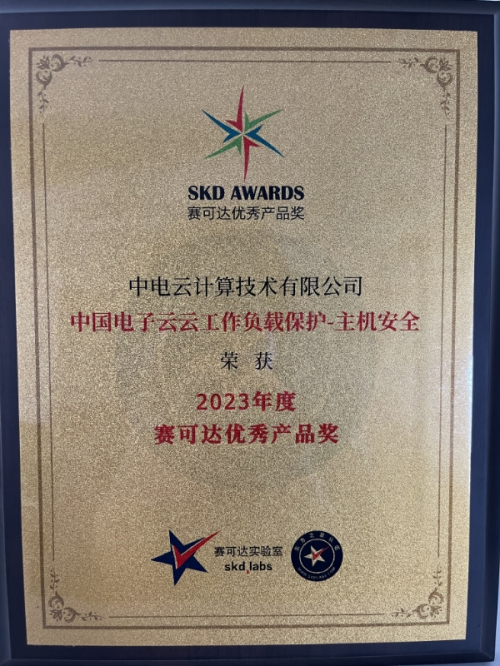 SKD AWARDS
赛可达优秀产品奖
中电云计算技术有限公司
中国电子云云工作负载保护-主机安全
荣 获
2023年度
赛可达优秀产品奖
赛可达实验室
skd.labs